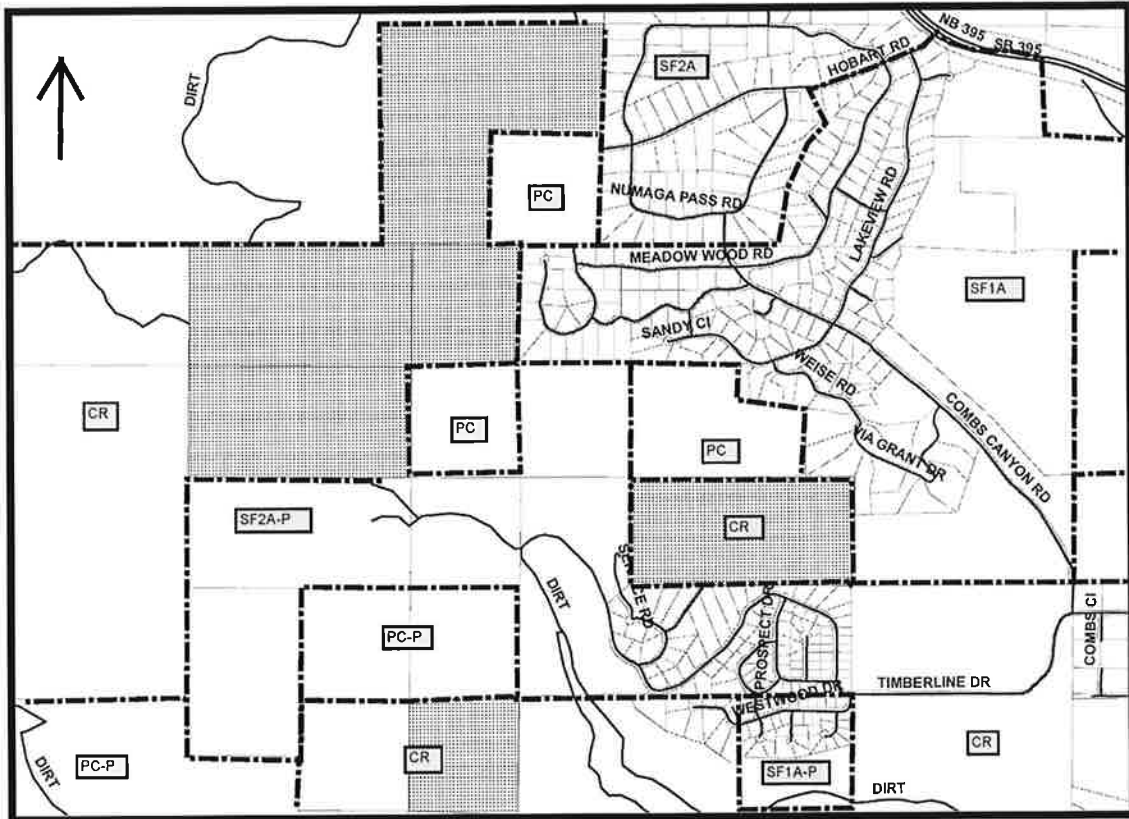 NB 395
SR 395
HOBART RD
SF2A
DIRT
PC
NUMAGA PASS RD
LAKEVIEW RD
MEADOW WOOD RD
SF1A
SANDY CI
WEISE RD
CR
COMBS CANYON RD
PC
PC
VIA GRANT DR
SF2A-P
CR
SERVICE RD
DIRT
PROSPECT DR
PC-P
COMBS CI
TIMBERLINE DR
WESTWOOD DR
CR
CR
PC-P
SF1A-P
DIRT
DIRT